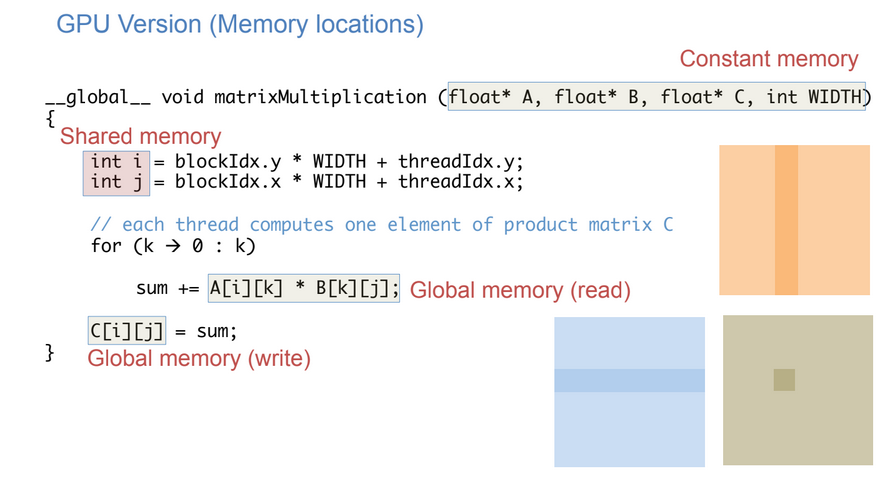 GPU Version (Memory locations)
Constant memory
__global__ void matrixMultiplication (float* A, float* B, float* C, int WIDTH)
{
Shared memory
int i = blockIdx.y * WIDTH + threadIdx.y;
int j = blockIdx.x * WIDTH + threadIdx.x;
// each thread computes one element of product matrix C
for (k → 0 : k)
sum += A[i][k] * B[k][j]; Global memory (read)
C[i][j] = sum;
}
Global memory (write)